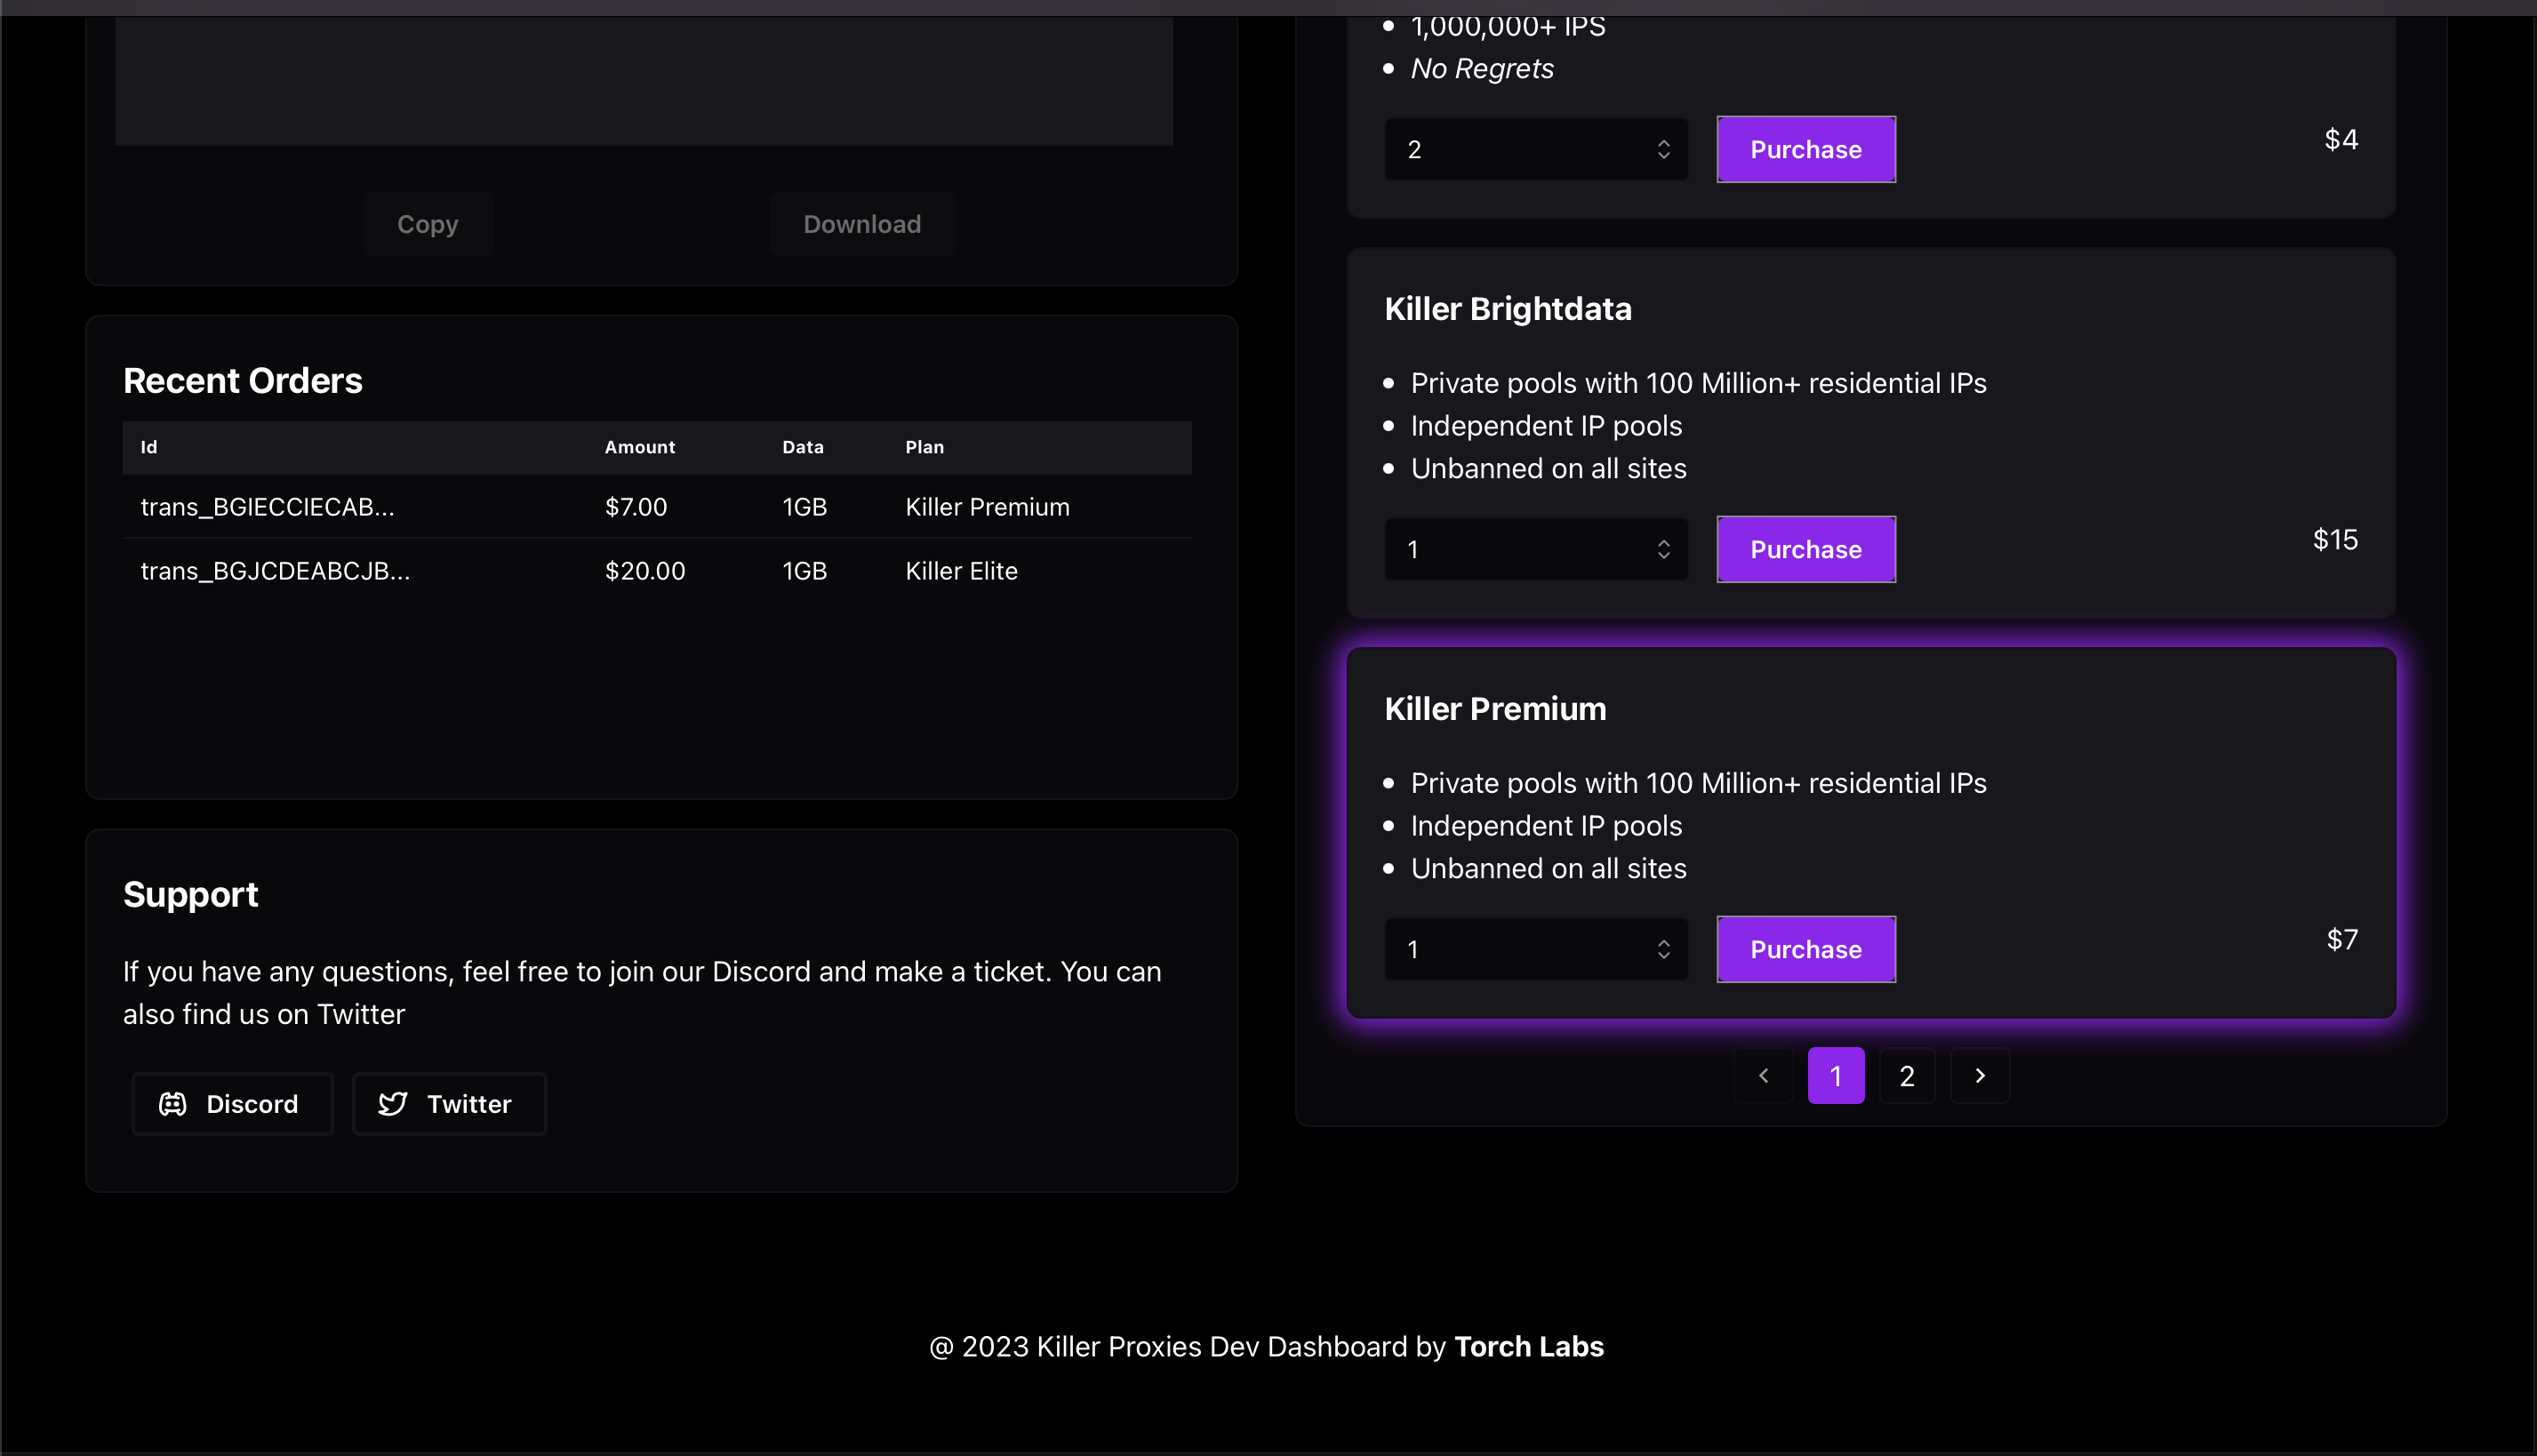 Copy
Download
Recent Orders
Id Amount Data Plan
trans_BGIECCIECAB... $7.00 1GB Killer Premium
trans_BGJCDEABCJB... $20.00 1GB Killer Elite
Support
If you have any questions, feel free to join our Discord and make a ticket. You can
also find us on Twitter
Discord
Twitter
1,000,000+ IPS
No Regrets
2
Purchase
$4
Killer Brightdata
Private pools with 100 Million+ residential IPs
Independent IP pools
Unbanned on all sites
1
Purchase
$15
Killer Premium
Private pools with 100 Million+ residential IPs
Independent IP pools
Unbanned on all sites
1
Purchase
$7
1 2
@ 2023 Killer Proxies Dev Dashboard by Torch Labs